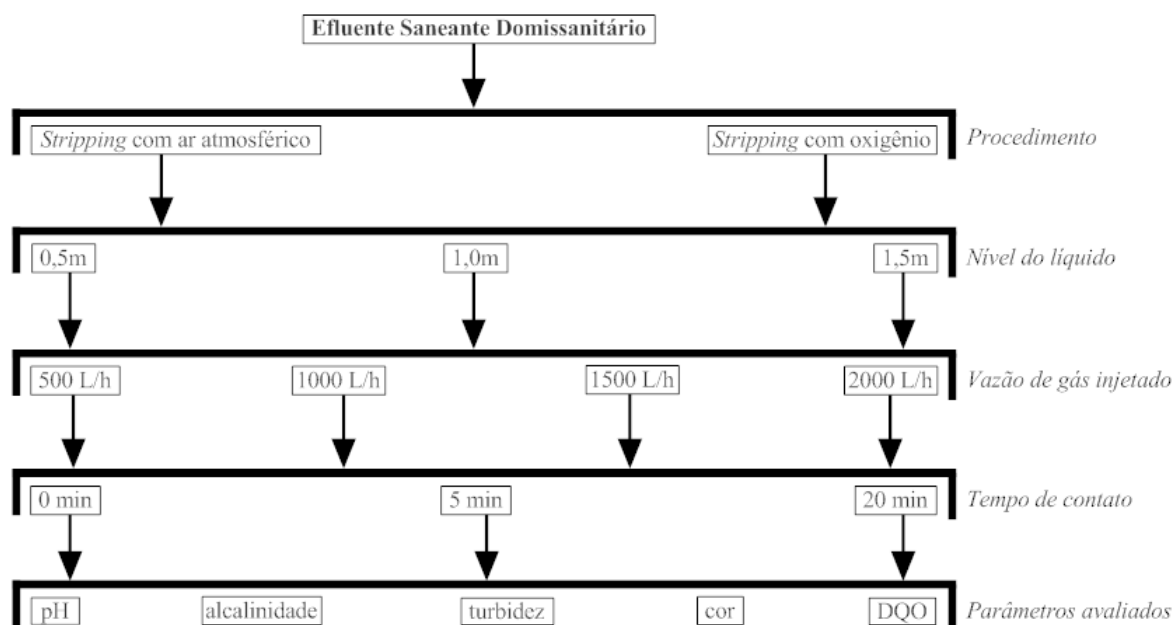 Efluente Saneante Domissanitário
Stripping com ar atmosférico Stripping com oxigênio Procedimento
0,5m 1,0m 1,5m Nível do líquido
500 L/h 1000 L/h 1500 L/h 2000 L/h Vazão de gás injetado
0 min 5 min 20 min Tempo de contato
pH alcalinidade turbidez cor DQO Parâmetros avaliados